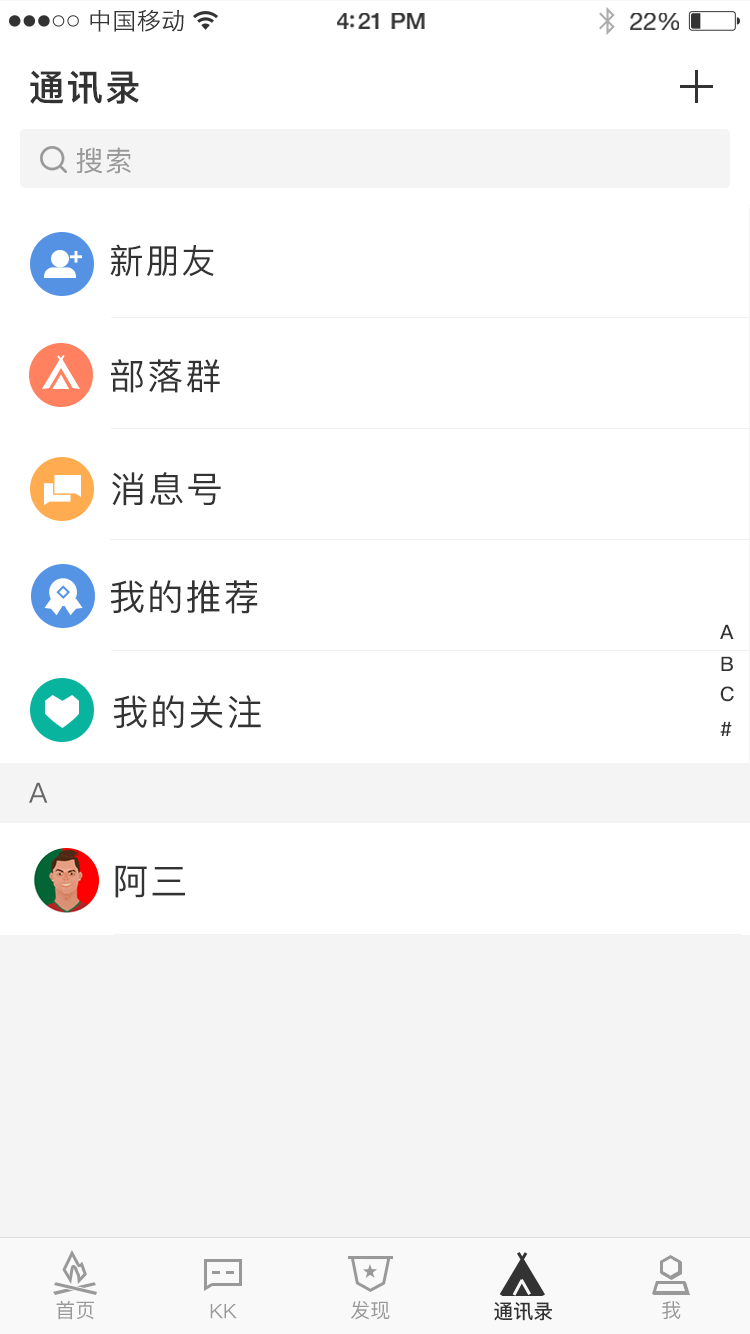 中国移动 4:21 PM 22%
通讯录
搜索
新朋友
部落群
消息号
我的推荐
A
B
C
#
我的关注
A
阿三
首页 KK 发现 通讯录 我